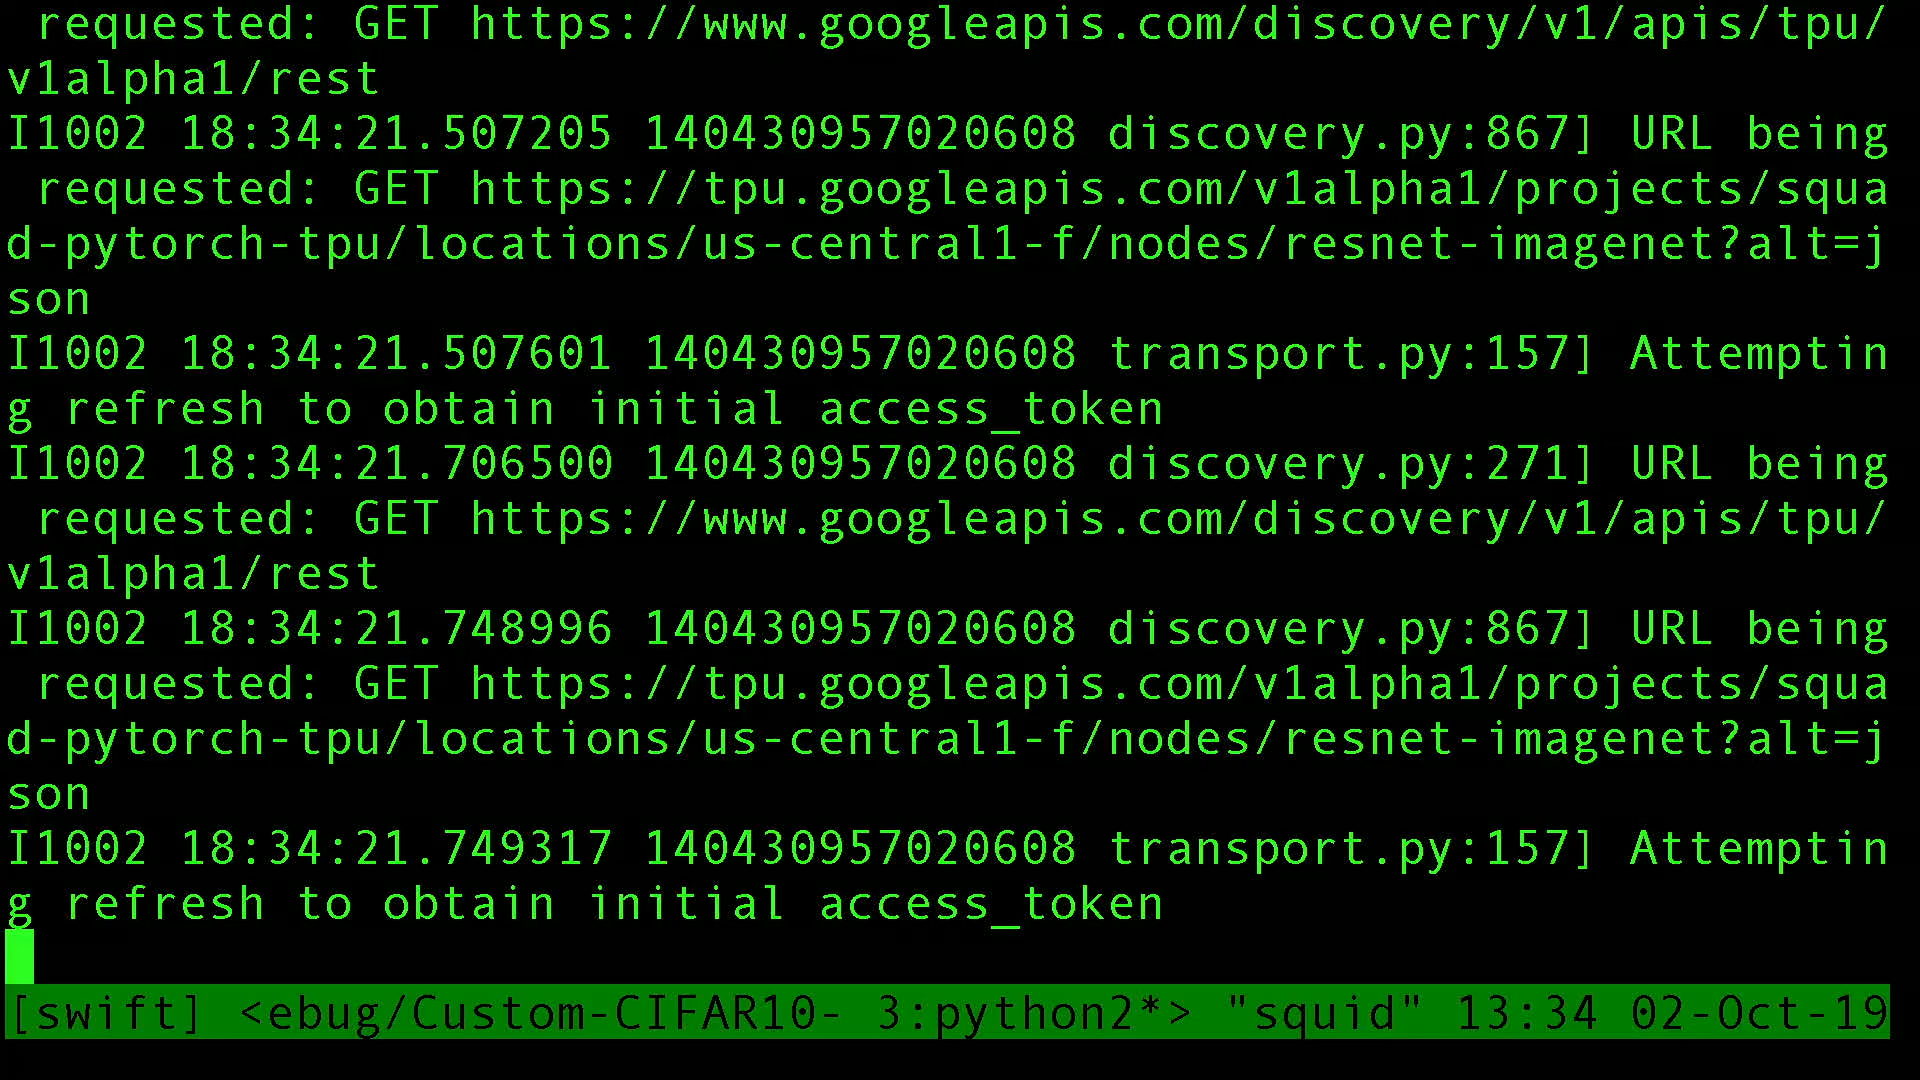 requested: GET https://www.googleapis.com/discovery/v1/apis/tpu/
v1alpha1/rest
I1002 18:34:21.507205 140430957020608 discovery.py:867] URL being
 requested: GET https://tpu.googleapis.com/v1alpha1/projects/squa
d-pytorch-tpu/locations/us-central1-f/nodes/resnet-imagenet?alt=j
son
I1002 18:34:21.507601 140430957020608 transport.py:157] Attemptin
g refresh to obtain initial access_token
I1002 18:34:21.706500 140430957020608 discovery.py:271] URL being
 requested: GET https://www.googleapis.com/discovery/v1/apis/tpu/
v1alpha1/rest
I1002 18:34:21.748996 140430957020608 discovery.py:867] URL being
 requested: GET https://tpu.googleapis.com/v1alpha1/projects/squa
d-pytorch-tpu/locations/us-central1-f/nodes/resnet-imagenet?alt=j
son
I1002 18:34:21.749317 140430957020608 transport.py:157] Attemptin
g refresh to obtain initial access_token
[swift] <ebug/Custom-CIFAR10- 3:python2*> "squid" 13:34 02-Oct-19